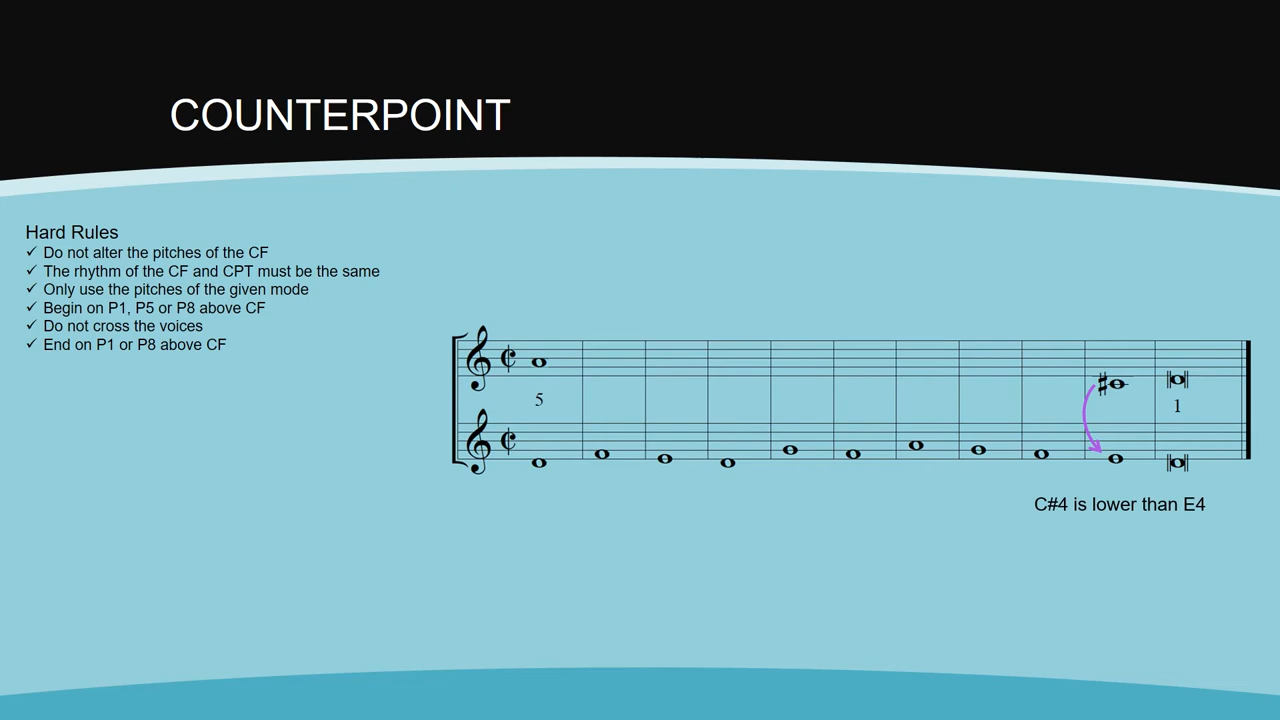 COUNTERPOINT
Hard Rules
✓ Do not alter the pitches of the CF
✓ The rhythm of the CF and CPT must be the same
✓ Only use the pitches of the given mode
✓ Begin on P1, P5 or P8 above CF
✓ Do not cross the voices
✓ End on P1 or P8 above CF
5
1
C#4 is lower than E4